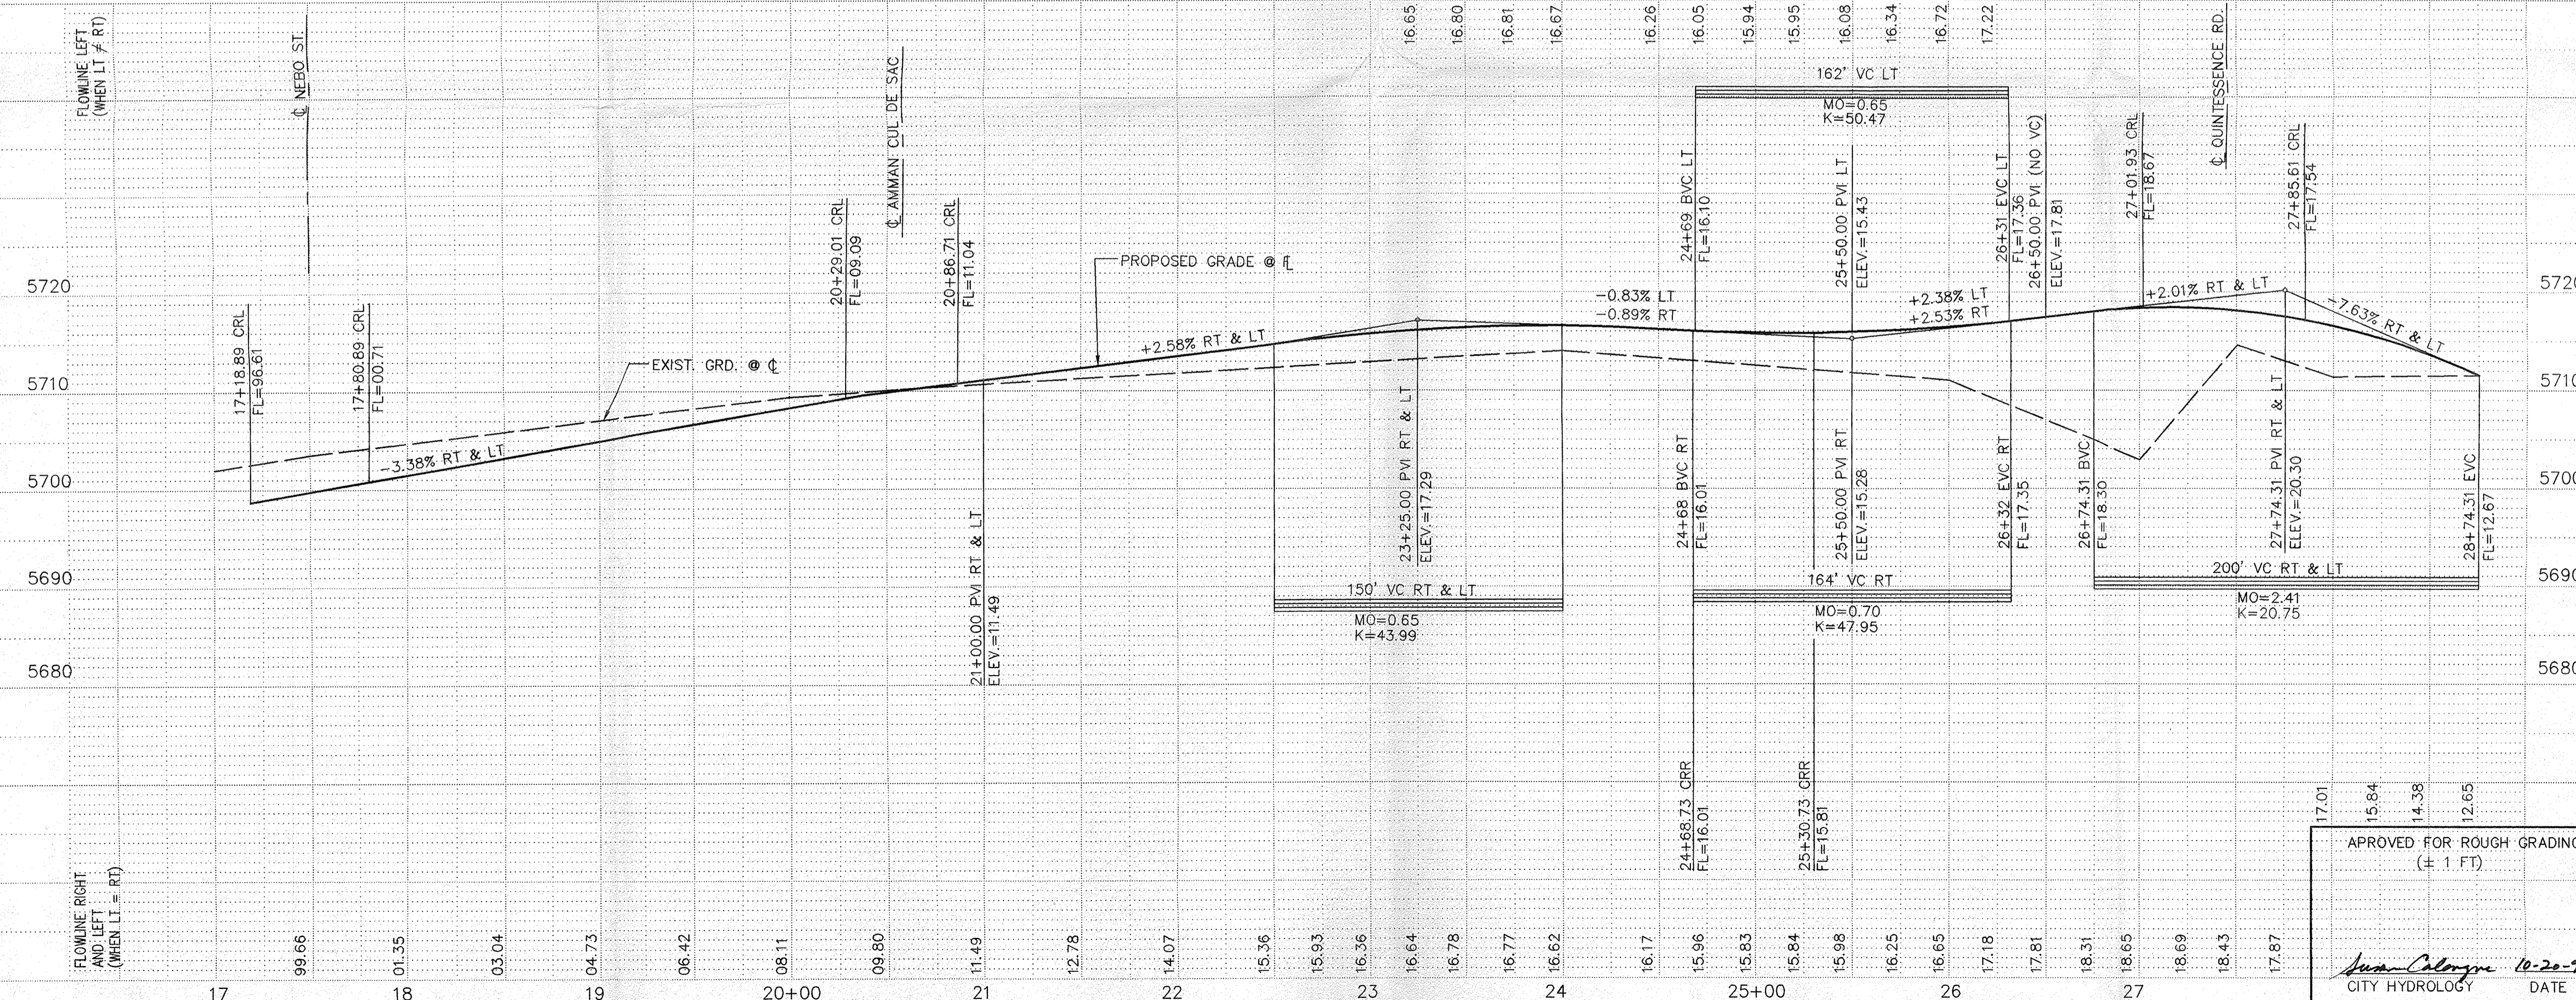 FLOWLINE LEFT
(WHEN LT ≠ RT)
16.65
16.80
16.81
16.67
16.26
16.05
15.94
15.95
16.08
16.34
16.72
17.22
℄ NEBO ST.
℄ AMMAN CUL DE SAC
℄ QUINTESSENCE RD.
162' VC LT
MO=0.65
K=50.47
5720
5710
5700
5690
5680
17+18.89 CRL
FL=96.61
17+80.89 CRL
FL=00.71
20+29.01 CRL
FL=09.09
20+86.71 CRL
FL=11.04
PROPOSED GRADE @ FL
EXIST. GRD. @ ℄
-3.38% RT & LT
+2.58% RT & LT
21+00.00 PVI RT & LT
ELEV.=11.49
23+25.00 PVI RT & LT
ELEV.=17.29
150' VC RT & LT
MO=0.65
K=43.99
-0.83% LT
-0.89% RT
24+69 BVC LT
FL=16.10
25+50.00 PVI LT
ELEV=15.43
+2.38% LT
+2.53% RT
26+31 EVC LT
FL=17.36
26+50.00 PVI (NO VC)
ELEV.=17.81
27+01.93 CRL
FL=18.67
27+85.61 CRL
FL=17.54
+2.01% RT & LT
-7.63% RT & LT
24+68 BVC RT
FL=16.01
25+50.00 PVI RT
ELEV.=15.28
26+32 EVC RT
FL=17.35
164' VC RT
MO=0.70
K=47.95
26+74.31 BVC
FL=18.30
27+74.31 PVI RT & LT
ELEV.=20.30
28+74.31 EVC
FL=12.67
200' VC RT & LT
MO=2.41
K=20.75
24+68.73 CRR
FL=16.01
25+30.73 CRR
FL=15.81
5710
5700
5690
5680
17.01
15.84
14.38
12.65
APROVED FOR ROUGH GRADING
(± 1 FT)
CITY HYDROLOGY DATE
FLOWLINE RIGHT
AND LEFT
(WHEN LT = RT)
99.66
01.35
03.04
04.73
06.42
08.11
09.80
11.49
12.78
14.07
15.36
15.93
16.36
16.64
16.78
16.77
16.62
16.17
15.96
15.83
15.84
15.98
16.25
16.65
17.18
17.81
18.31
18.65
18.69
18.43
17.87
17
18
19
20+00
21
22
23
24
25+00
26
27